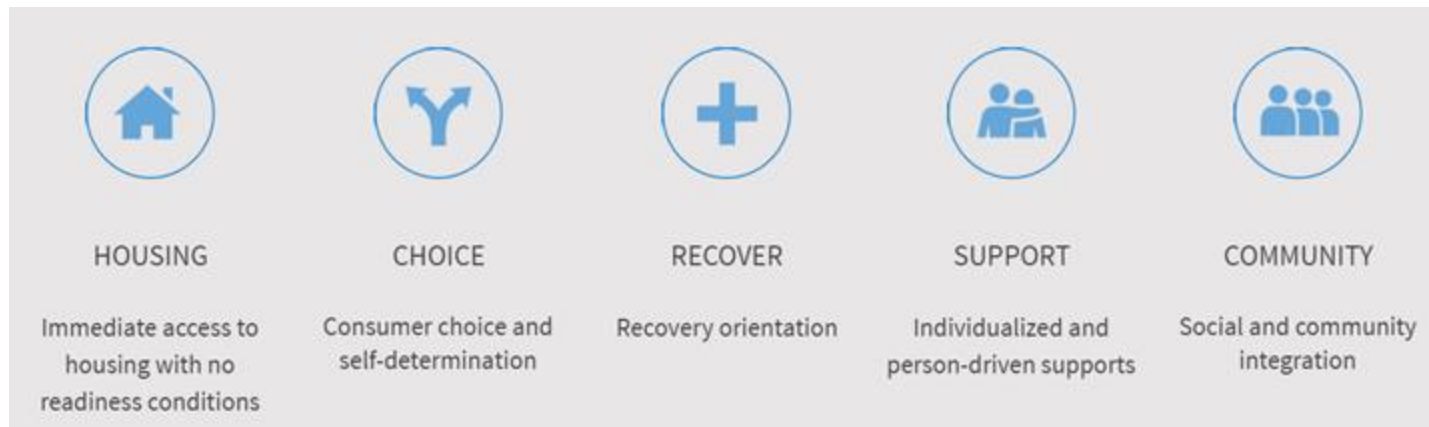 HOUSING
Immediate access to
housing with no
readiness conditions
CHOICE
Consumer choice and
self-determination
RECOVER
Recovery orientation
SUPPORT
Individualized and
person-driven supports
COMMUNITY
Social and community
integration